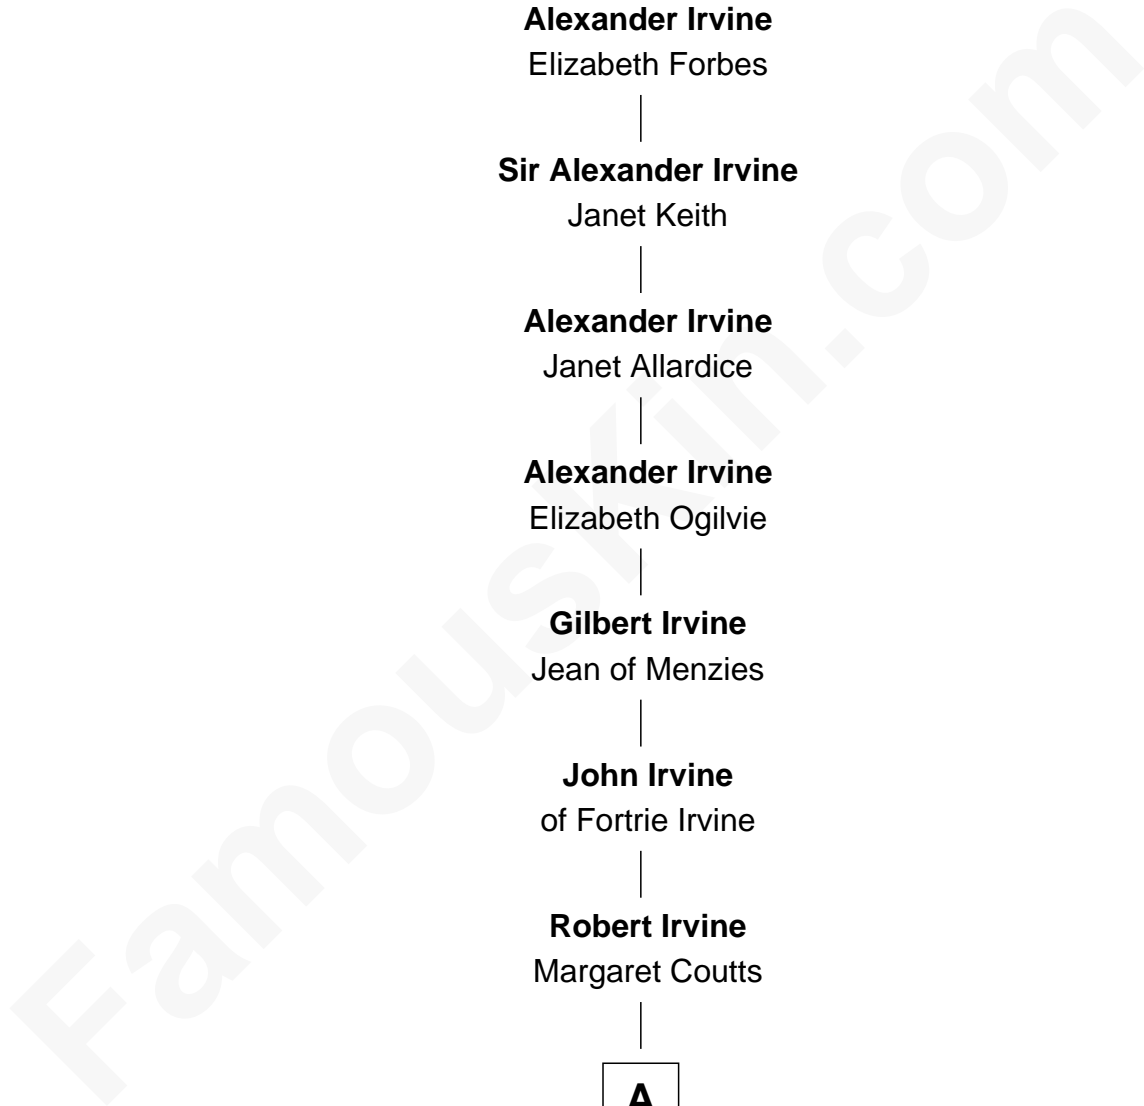 Alexander Irvine
Elizabeth Forbes
Sir Alexander Irvine
Janet Keith
Alexander Irvine
Janet Allardice
Alexander Irvine
Elizabeth Ogilvie
Gilbert Irvine
Jean of Menzies
John Irvine
of Fortrie Irvine
Robert Irvine
Margaret Coutts
A
FamousKin.com